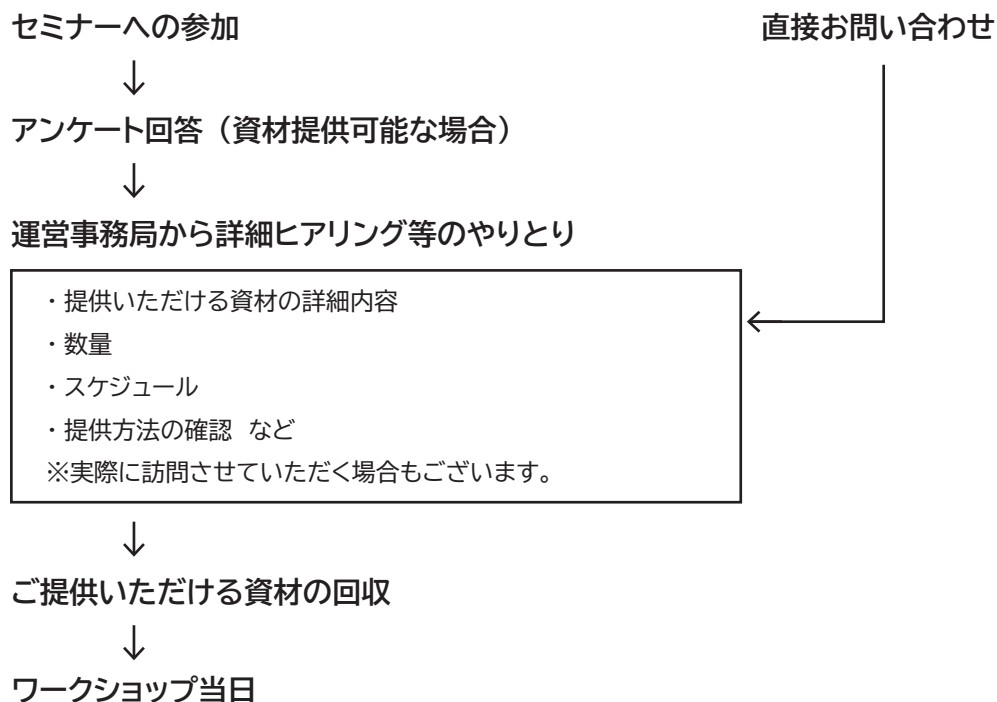 セミナーへの参加
直接お問い合わせ
↓
アンケート回答（資材提供可能な場合）
↓
運営事務局から詳細ヒアリング等のやりとり
・提供いただける資材の詳細内容
・数量
・スケジュール
・提供方法の確認 など
※実際に訪問させていただく場合もございます。
↓
ご提供いただける資材の回収
↓
ワークショップ当日